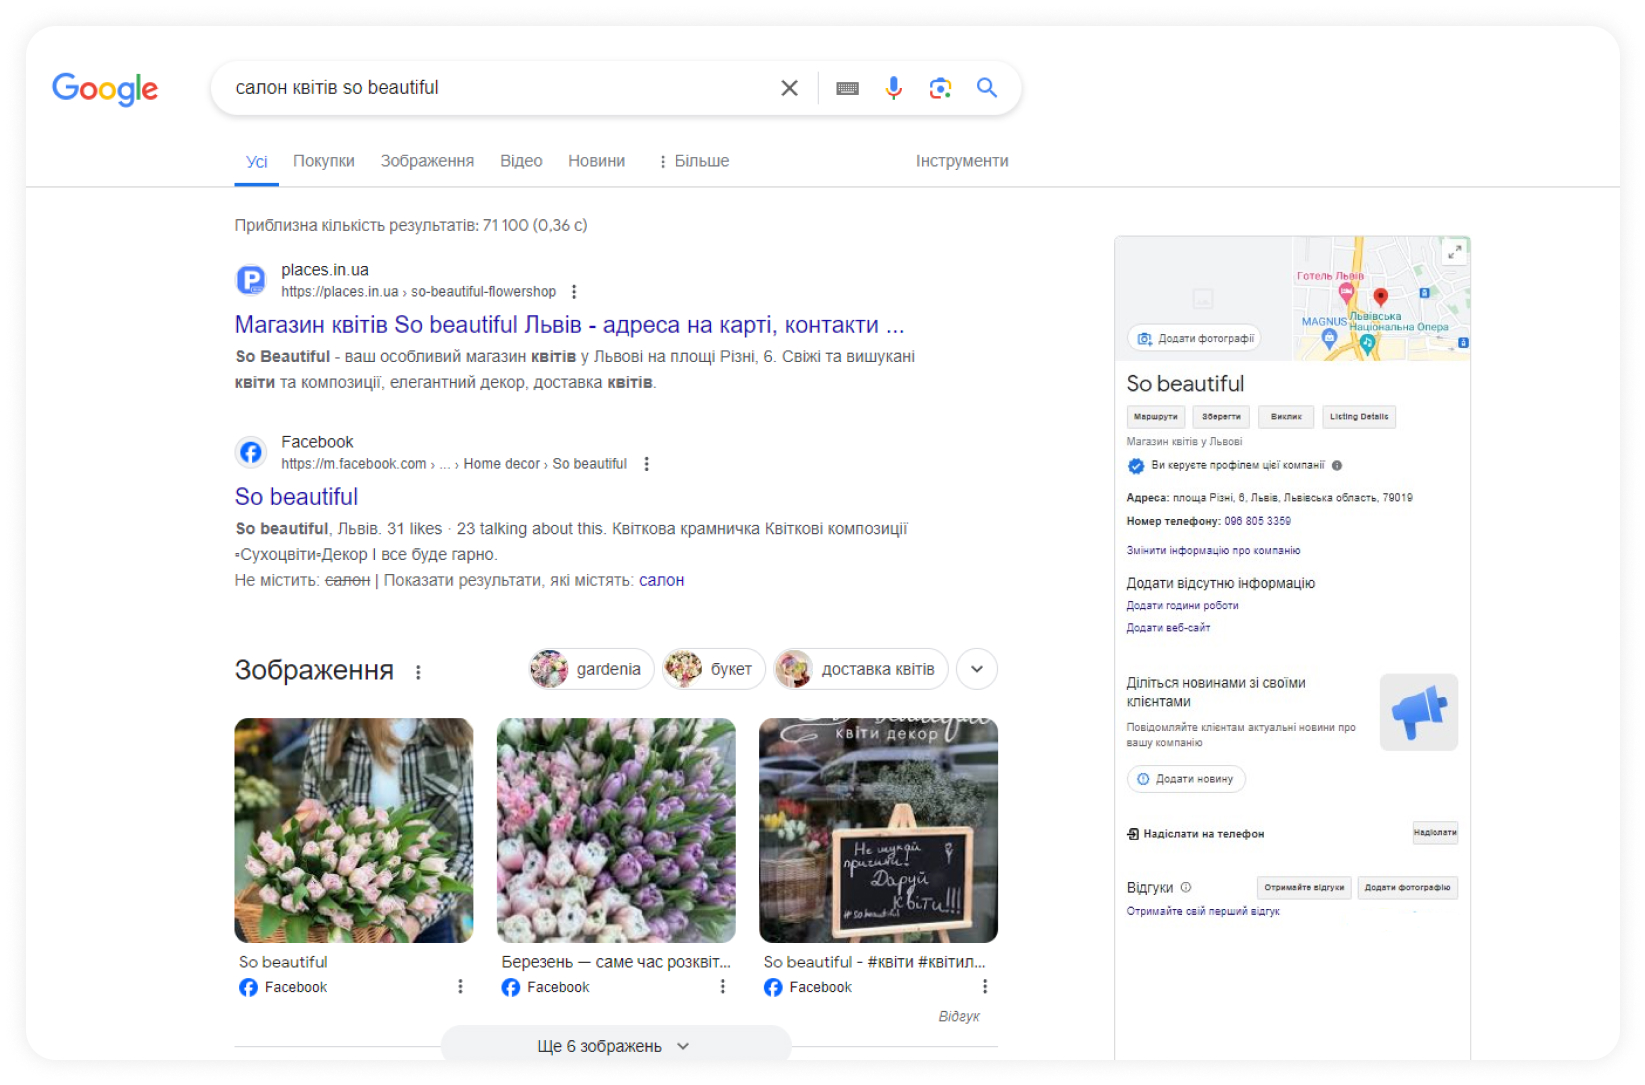 Google
салон квітів so beautiful
Усі
Покупки
Зображення
Відео
Новини
Більше
Інструменти
Приблизна кількість результатів: 71 100 (0,36 с)
places.in.ua
https://places.in.ua › so-beautiful-flowershop
Магазин квітів So beautiful Львів - адреса на карті, контакти ...
So Beautiful - ваш особливий магазин квітів у Львові на площі Різні, 6. Свіжі та вишукані
квіти та композиції, елегантний декор, доставка квітів.
Facebook
https://m.facebook.com › ... › Home decor › So beautiful
So beautiful
So beautiful, Львів. 31 likes · 23 talking about this. Квіткова крамничка Квіткові композиції
▫Сухоцвіти▫Декор І все буде гарно.
Не містить: салон | Показати результати, які містять: салон
Зображення
gardenia
букет
доставка квітів
квіти декор
Не шукай
причини!
Даруй
Квіти!!!
#sobeautiful
So beautiful
Facebook
Березень — саме час розквіт...
Facebook
So beautiful - #квіти #квітил...
Facebook
Відгук
Ще 6 зображень
Готель Львів
MAGNUS
Львівська
Національна Опера
Додати фотографії
So beautiful
Маршрути
Зберегти
Виклик
Listing Details
Магазин квітів у Львові
Ви керуєте профілем цієї компанії
Адреса: площа Різні, 6, Львів, Львівська область, 79019
Номер телефону: 096 805 3359
Змінити інформацію про компанію
Додати відсутню інформацію
Додати години роботи
Додати веб-сайт
Діліться новинами зі своїми
клієнтами
Повідомляйте клієнтам актуальні новини про
вашу компанію
Додати новину
Надіслати на телефон
Надіслати
Відгуки
Отримайте відгуки
Додати фотографію
Отримайте свій перший відгук